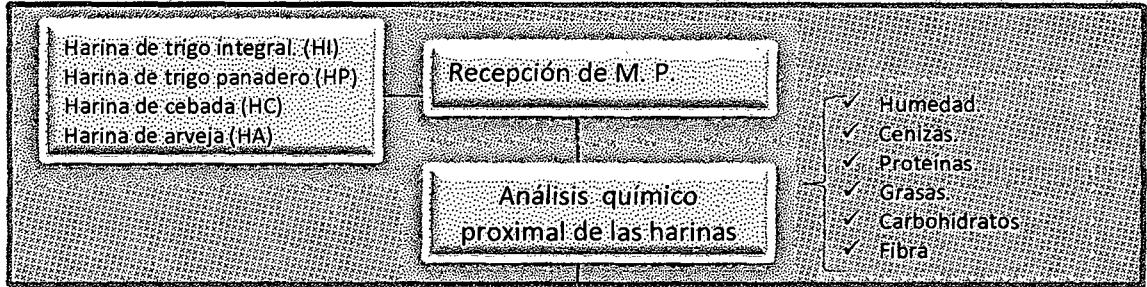 Harina de trigo integral. (HI)
Harina de trigo panadero (HP)
Harina de cebada (HC)
Harina de arveja (HA)
Recepción de M. P.
Análisis químico
proximal de las harinas
✓ Humedad.
✓ Cenizas.
✓ Proteínas
✓ Grasas.
✓ Carbohidratos
✓ Fibra